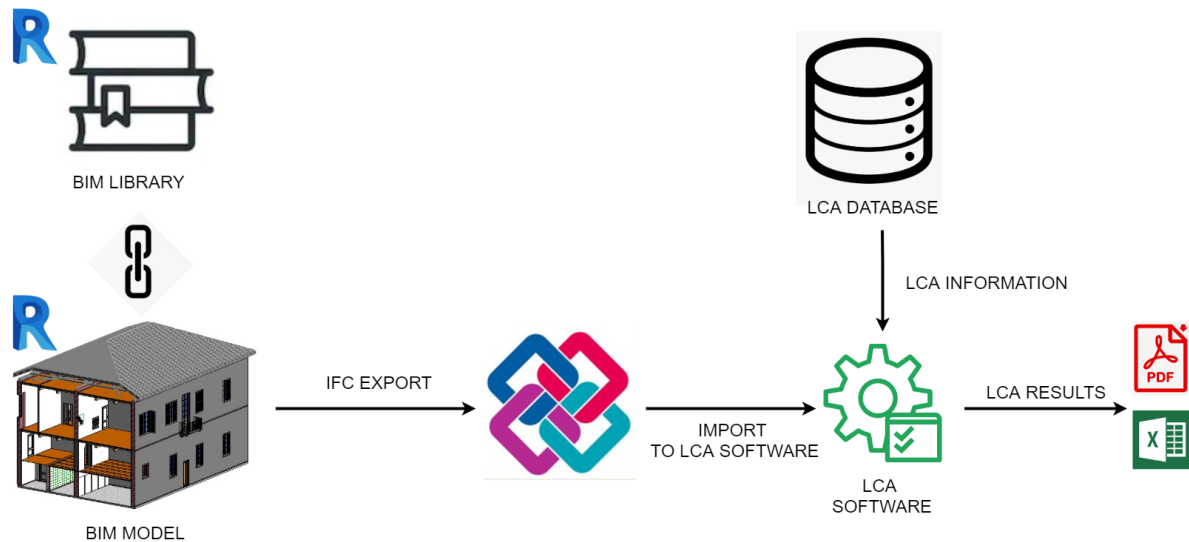 R
BIM LIBRARY
LCA DATABASE
LCA INFORMATION
R
IFC EXPORT
IMPORT
TO LCA SOFTWARE
LCA RESULTS
PDF
X
LCA
SOFTWARE
BIM MODEL